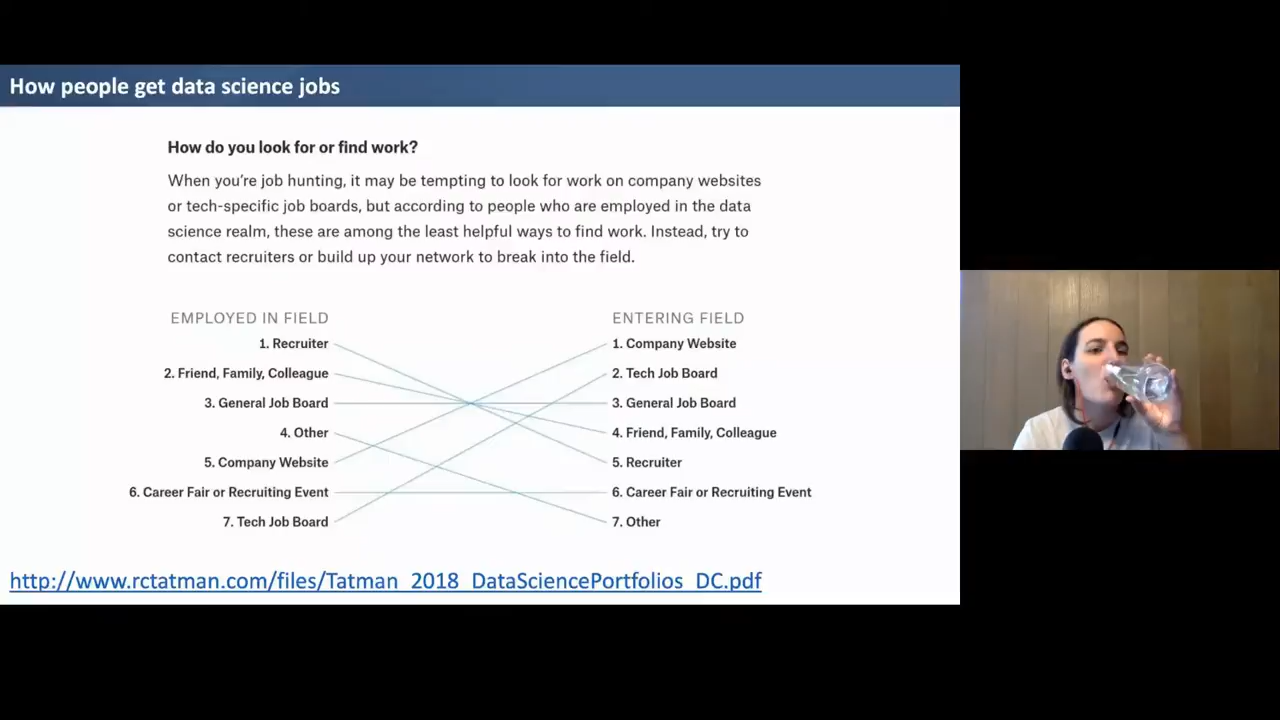 How people get data science jobs
How do you look for or find work?
When you're job hunting, it may be tempting to look for work on company websites
or tech-specific job boards, but according to people who are employed in the data
science realm, these are among the least helpful ways to find work. Instead, try to
contact recruiters or build up your network to break into the field.
EMPLOYED IN FIELD
1. Recruiter
2. Friend, Family, Colleague
3. General Job Board
4. Other
5. Company Website
6. Career Fair or Recruiting Event
7. Tech Job Board
ENTERING FIELD
1. Company Website
2. Tech Job Board
3. General Job Board
4. Friend, Family, Colleague
5. Recruiter
6. Career Fair or Recruiting Event
7. Other
http://www.rctatman.com/files/Tatman_2018_DataSciencePortfolios_DC.pdf